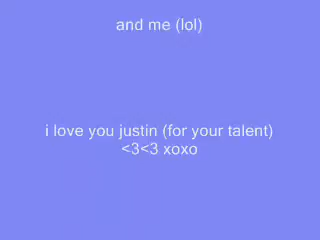 and me (lol)
i love you justin (for your talent)
<3<3 xoxo